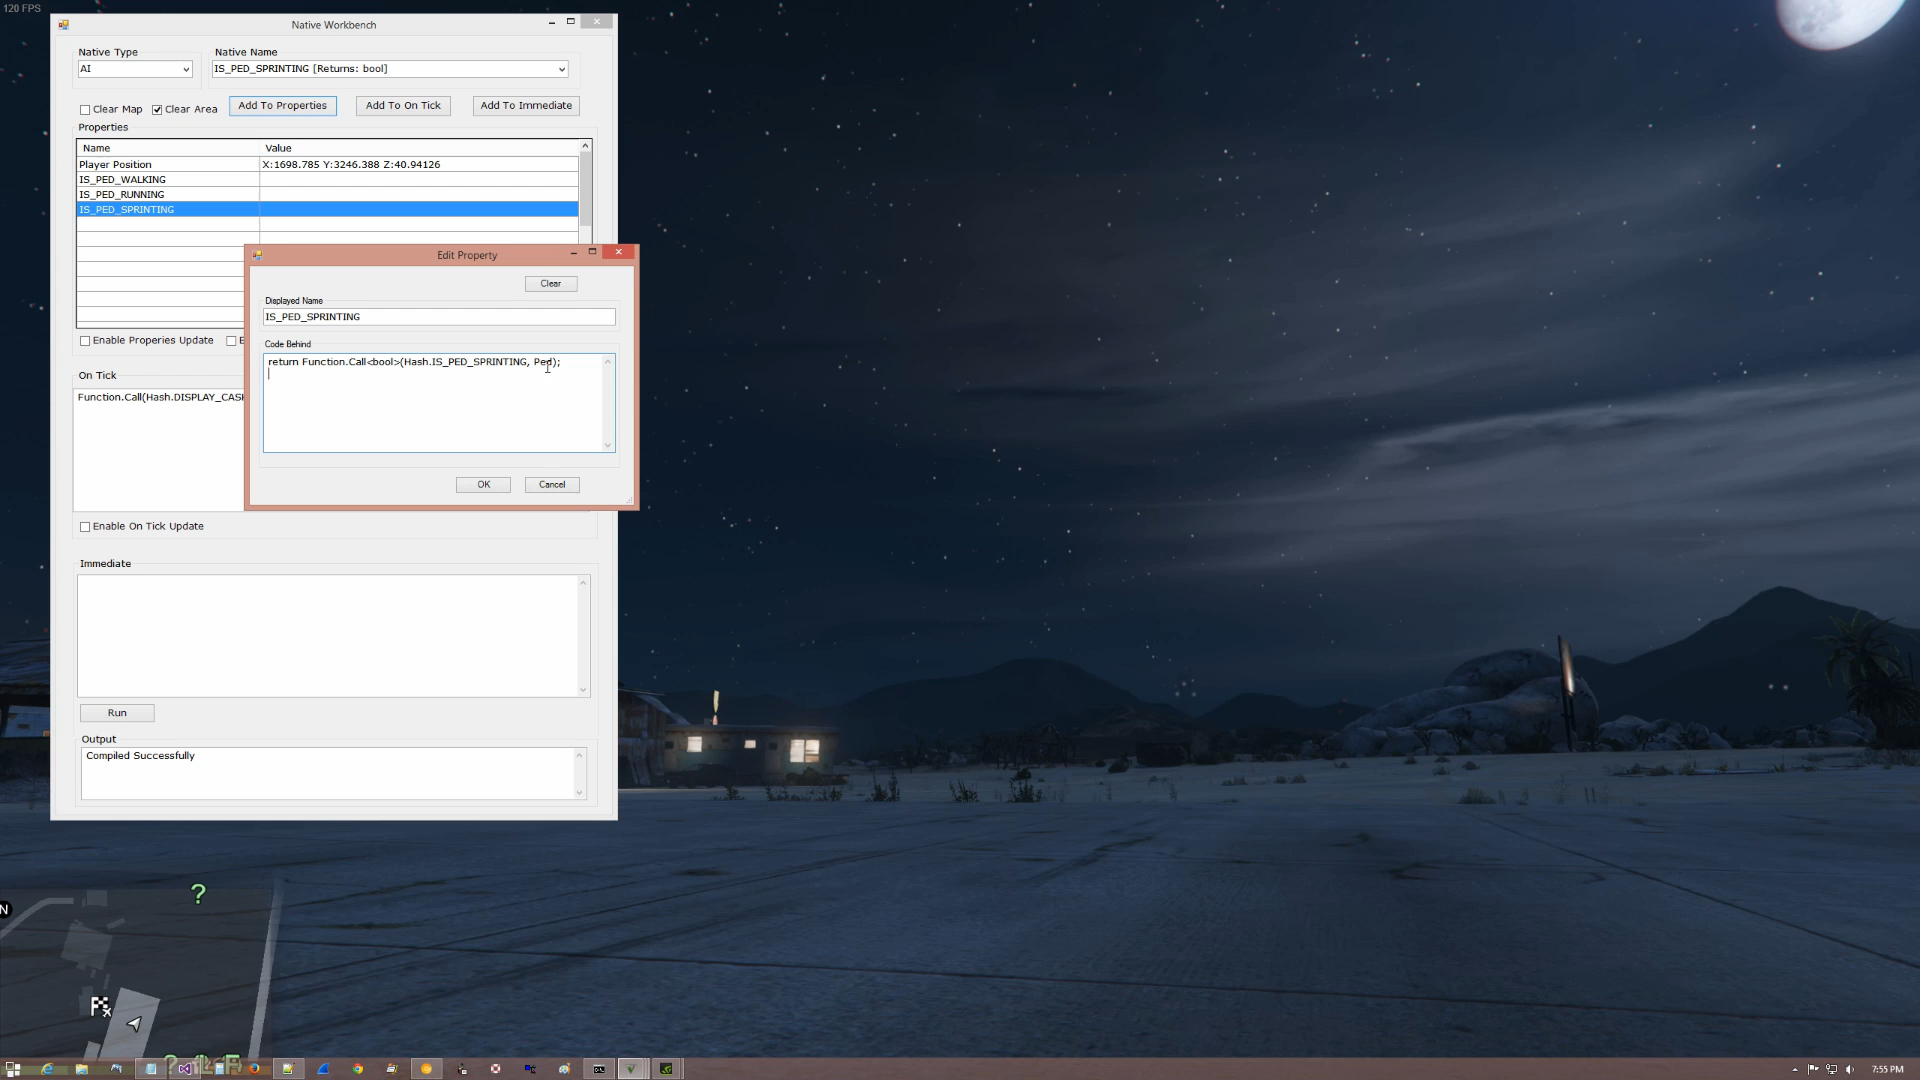 120 FPS
Native Workbench
Native Type
Native Name
AI
IS_PED_SPRINTING [Returns: bool]
Clear Map
Clear Area
Add To Properties
Add To On Tick
Add To Immediate
Properties
Name
Value
Player Position
X:1698.785 Y:3246.388 Z:40.94126
IS_PED_WALKING
IS_PED_RUNNING
IS_PED_SPRINTING
Edit Property
Clear
Displayed Name
IS_PED_SPRINTING
Enable Properies Update
E
Code Behind
return Function.Call<bool>(Hash.IS_PED_SPRINTING, Ped);
On Tick
Function.Call(Hash.DISPLAY_CASH
OK
Cancel
Enable On Tick Update
Immediate
Run
Output
Compiled Successfully
?
N
7:55 PM